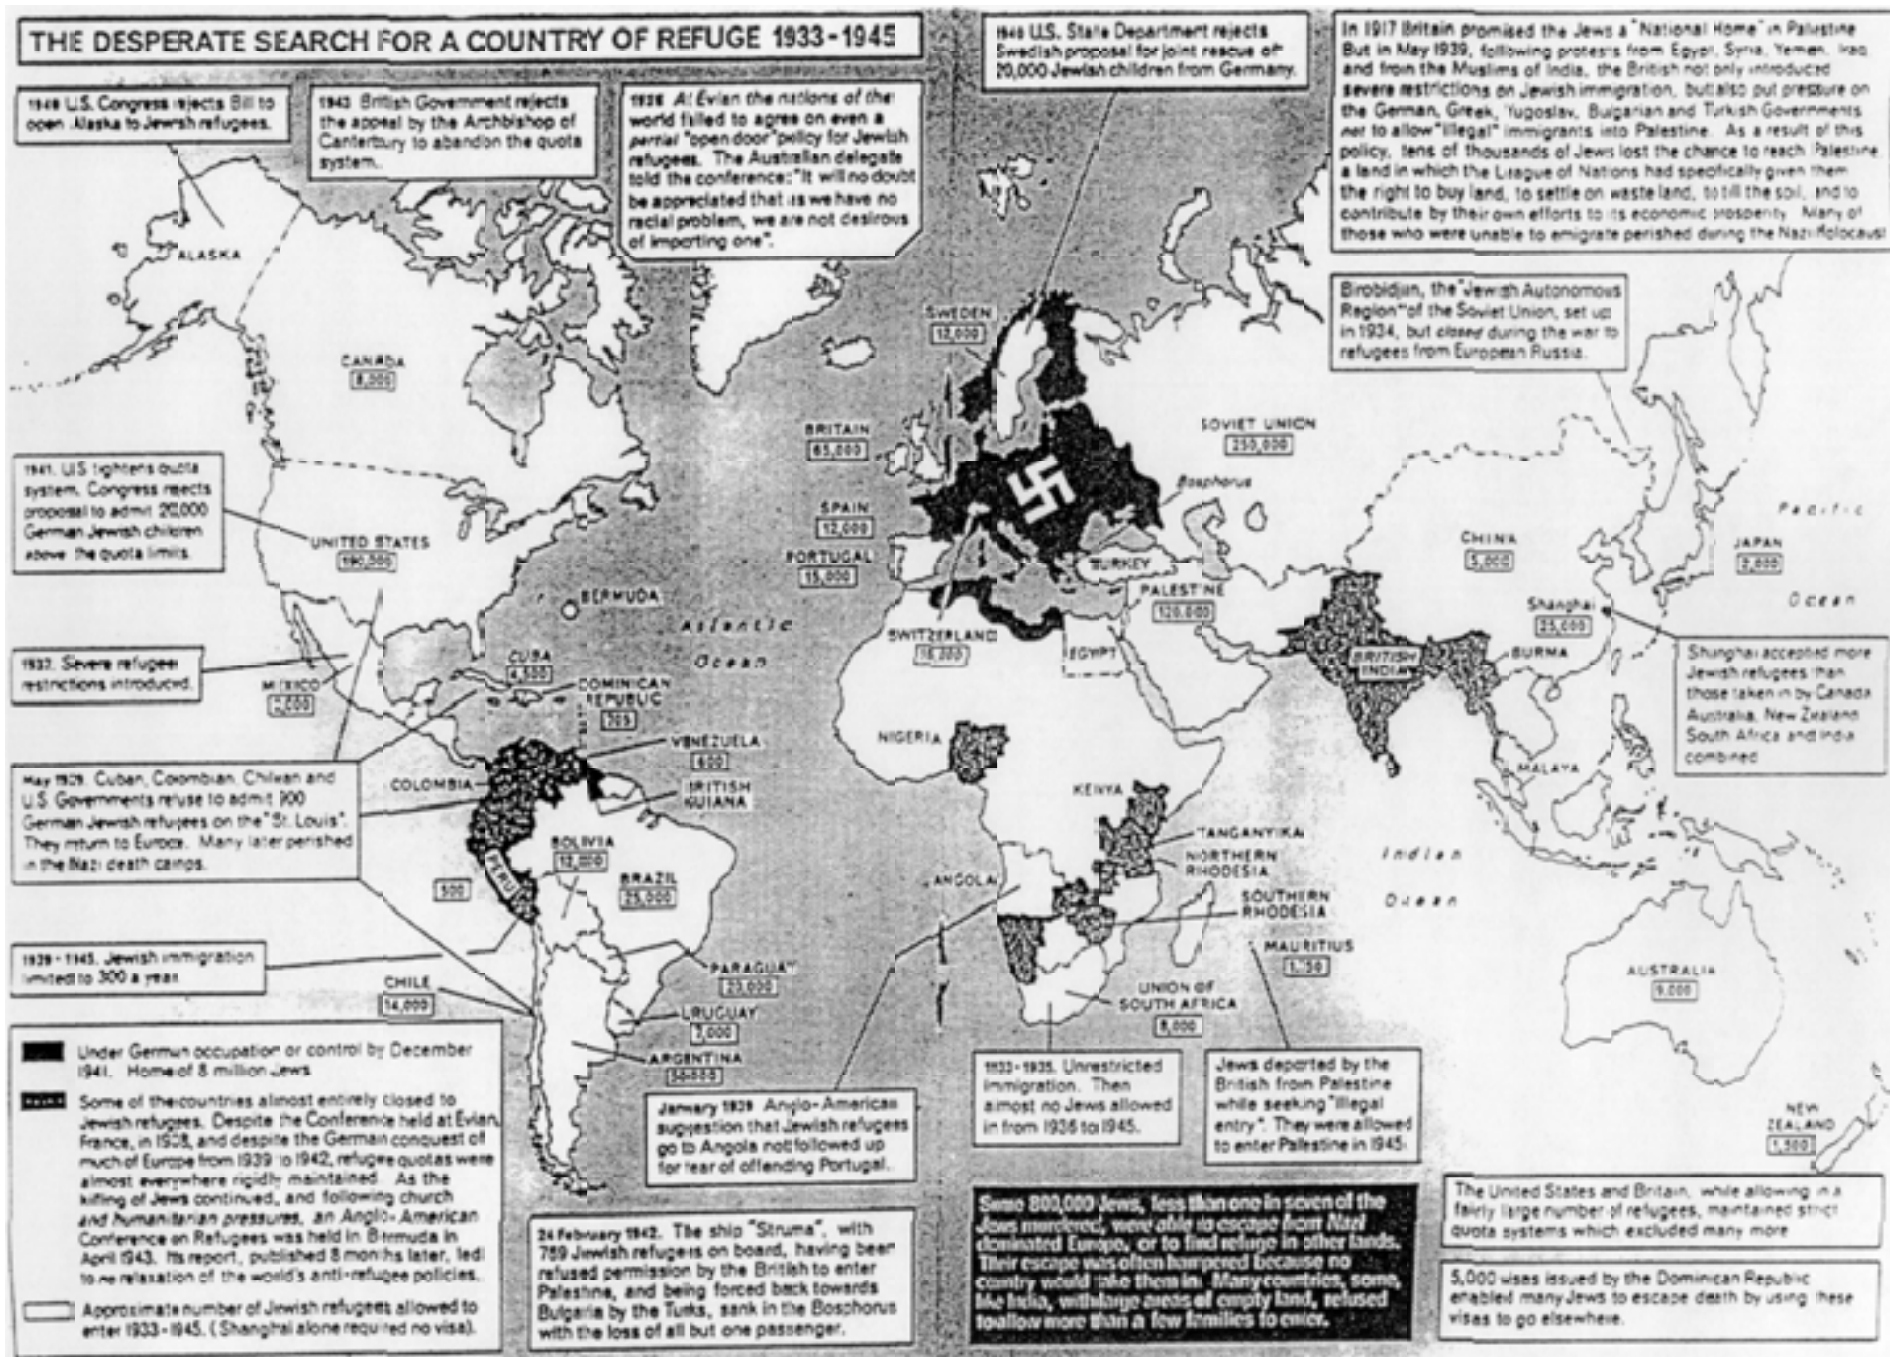 THE DESPERATE SEARCH FOR A COUNTRY OF REFUGE 1933-1945
1940 U.S. Congress rejects Bill to
open Alaska to Jewish refugees.
1943 British Government rejects
the appeal by the Archbishop of
Canterbury to abandon the quota
system.
1938 At Evian the nations of the
world failed to agree on even a
partial "open door" policy for Jewish
refugees. The Australian delegate
told the conference: "It will no doubt
be appreciated that as we have no
racial problem, we are not desirous
of importing one".
1940 U.S. State Department rejects
Swedish proposal for joint rescue of
20,000 Jewish children from Germany.
In 1917 Britain promised the Jews a "National Home" in Palestine
But in May 1939, following protests from Egypt, Syria, Yemen, Iraq
and from the Muslims of India, the British not only introduced
severe restrictions on Jewish immigration, but also put pressure on
the German, Greek, Yugoslav, Bulgarian and Turkish Governments
not to allow "illegal" immigrants into Palestine. As a result of this
policy, tens of thousands of Jews lost the chance to reach Palestine,
a land in which the League of Nations had specifically given them
the right to buy land, to settle on waste land, to till the soil, and to
contribute by their own efforts to its economic prosperity. Many of
those who were unable to emigrate perished during the Nazi Holocaust
Birobidjan, the "Jewish Autonomous
Region" of the Soviet Union, set up
in 1934, but closed during the war to
refugees from European Russia.
ALASKA
CANADA
8,000
SWEDEN
12,000
BRITAIN
65,000
SOVIET UNION
250,000
1941. US tightens quota
system. Congress rejects
proposal to admit 20,000
German Jewish children
above the quota limits.
UNITED STATES
190,000
SPAIN
12,000
PORTUGAL
15,000
Bosphorus
TURKEY
PALESTINE
120,000
CHINA
5,000
JAPAN
2,000
Pacific
Ocean
BERMUDA
Atlantic
Ocean
SWITZERLAND
16,000
EGYPT
BRITISH
INDIA
BURMA
Shanghai
25,000
Shanghai accepted more
Jewish refugees than
those taken in by Canada
Australia, New Zealand
South Africa and India
combined
1937. Severe refugee
restrictions introduced.
MEXICO
CUBA
4,500
DOMINICAN
REPUBLIC
705
VENEZUELA
600
COLOMBIA
BRITISH
GUIANA
NIGERIA
KENYA
MALAYA
TANGANYIKA
NORTHERN
RHODESIA
May 1939. Cuban, Colombian, Chilean and
U.S. Governments refuse to admit 900
German Jewish refugees on the "St. Louis".
They return to Europe. Many later perished
in the Nazi death camps.
PERU
500
BOLIVIA
12,000
BRAZIL
25,000
ANGOLA
SOUTHERN
RHODESIA
Indian
Ocean
MAURITIUS
1939-1945. Jewish immigration
limited to 300 a year.
CHILE
14,000
PARAGUAY
20,000
URUGUAY
7,000
ARGENTINA
50,000
UNION OF
SOUTH AFRICA
8,000
AUSTRALIA
9,000
NEW
ZEALAND
1,500
Under German occupation or control by December
1941. Home of 8 million Jews
Some of the countries almost entirely closed to
Jewish refugees. Despite the Conference held at Evian,
France, in 1938, and despite the German conquest of
much of Europe from 1939 to 1942, refugee quotas were
almost everywhere rigidly maintained. As the
killing of Jews continued, and following church
and humanitarian pressures, an Anglo-American
Conference on Refugees was held in Bermuda in
April 1943. Its report, published 8 months later, led
to no relaxation of the world's anti-refugee policies.
Approximate number of Jewish refugees allowed to
enter 1933-1945. (Shanghai alone required no visa).
January 1939 Anglo-American
suggestion that Jewish refugees
go to Angola not followed up
for fear of offending Portugal.
1933-1935. Unrestricted
immigration. Then
almost no Jews allowed
in from 1936 to 1945.
Jews deported by the
British from Palestine
while seeking "illegal
entry". They were allowed
to enter Palestine in 1945.
24 February 1942. The ship "Struma", with
769 Jewish refugees on board, having been
refused permission by the British to enter
Palestine, and being forced back towards
Bulgaria by the Turks, sank in the Bosphorus
with the loss of all but one passenger.
Some 800,000 Jews, less than one in seven of the
Jews murdered, were able to escape from Nazi
dominated Europe, or to find refuge in other lands.
Their escape was often hampered because no
country would take them in. Many countries, some,
like India, with large areas of empty land, refused
to allow more than a few families to enter.
The United States and Britain, while allowing in a
fairly large number of refugees, maintained strict
quota systems which excluded many more
5,000 visas issued by the Dominican Republic
enabled many Jews to escape death by using these
visas to go elsewhere.